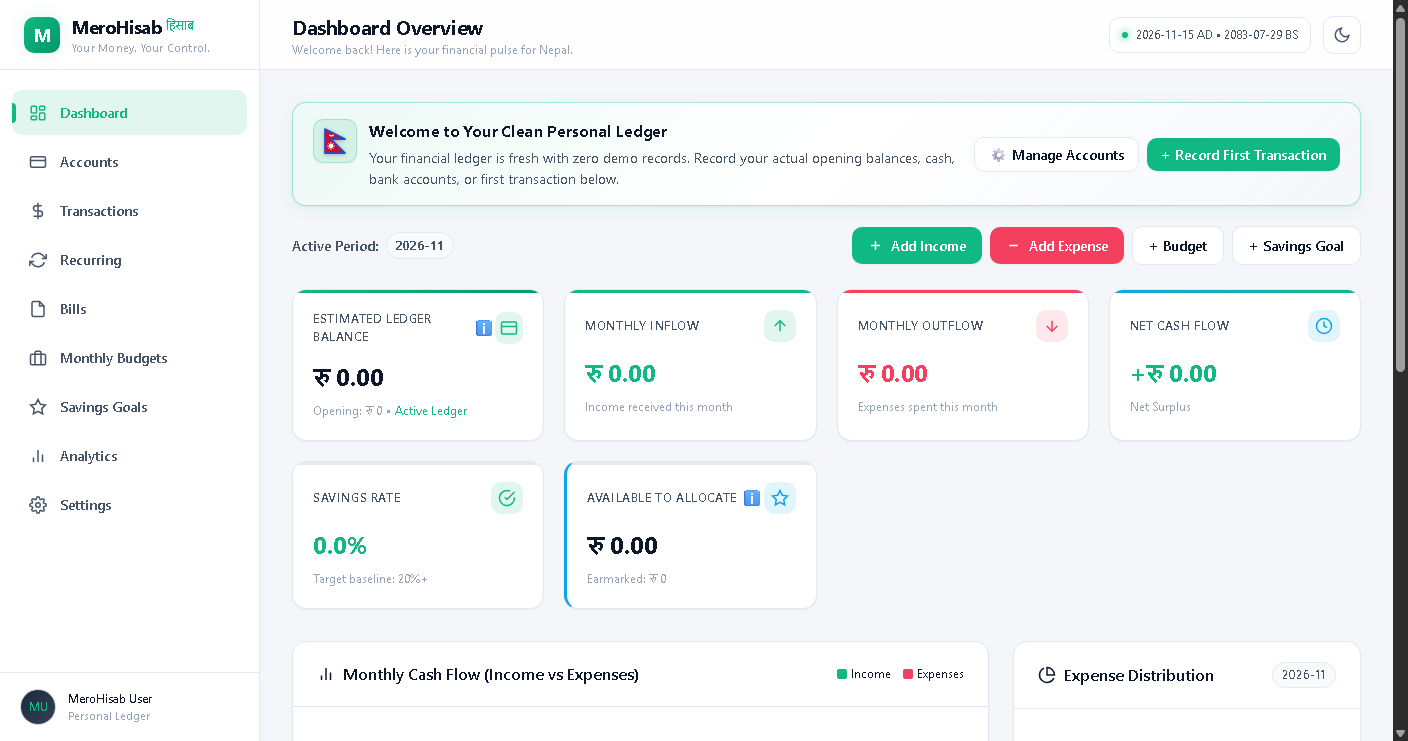 M
MeroHisab हिसाब
Your Money. Your Control.
Dashboard
Accounts
Transactions
Recurring
Bills
Monthly Budgets
Savings Goals
Analytics
Settings
MU
MeroHisab User
Personal Ledger
Dashboard Overview
Welcome back! Here is your financial pulse for Nepal.
2026-11-15 AD • 2083-07-29 BS
Welcome to Your Clean Personal Ledger
Your financial ledger is fresh with zero demo records. Record your actual opening balances, cash,
bank accounts, or first transaction below.
Manage Accounts
+ Record First Transaction
Active Period: 2026-11
+ Add Income
− Add Expense
+ Budget
+ Savings Goal
ESTIMATED LEDGER
BALANCE
रु 0.00
Opening: रु 0 • Active Ledger
MONTHLY INFLOW
रु 0.00
Income received this month
MONTHLY OUTFLOW
रु 0.00
Expenses spent this month
NET CASH FLOW
+रु 0.00
Net Surplus
SAVINGS RATE
0.0%
Target baseline: 20%+
AVAILABLE TO ALLOCATE
रु 0.00
Earmarked: रु 0
Monthly Cash Flow (Income vs Expenses)
Income Expenses
Expense Distribution
2026-11